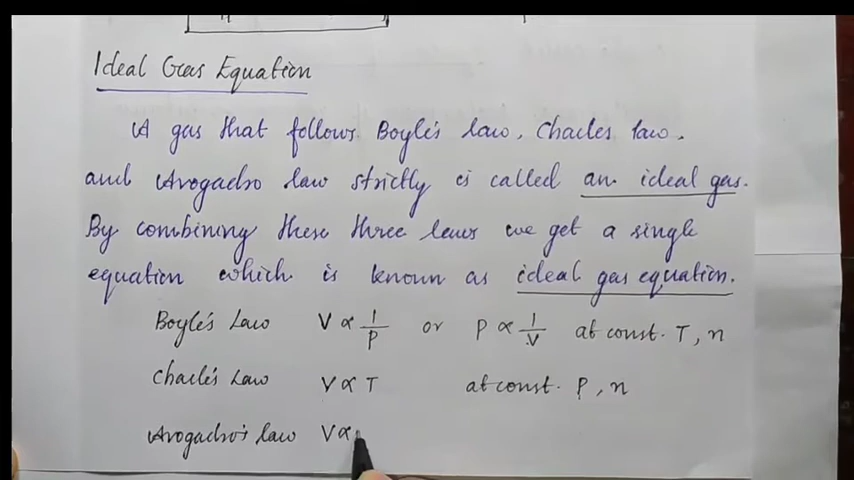 Ideal Gas Equation
A gas that follows Boyle's law, Charles law,
and Avogadro law strictly is called an ideal gas.
By combining these three laws we get a single
equation which is known as ideal gas equation.
Boyle's Law V ∝ 1/P or P ∝ 1/V at const. T, n
Charle's Law V ∝ T at const. P, n
Avogadro's law V ∝